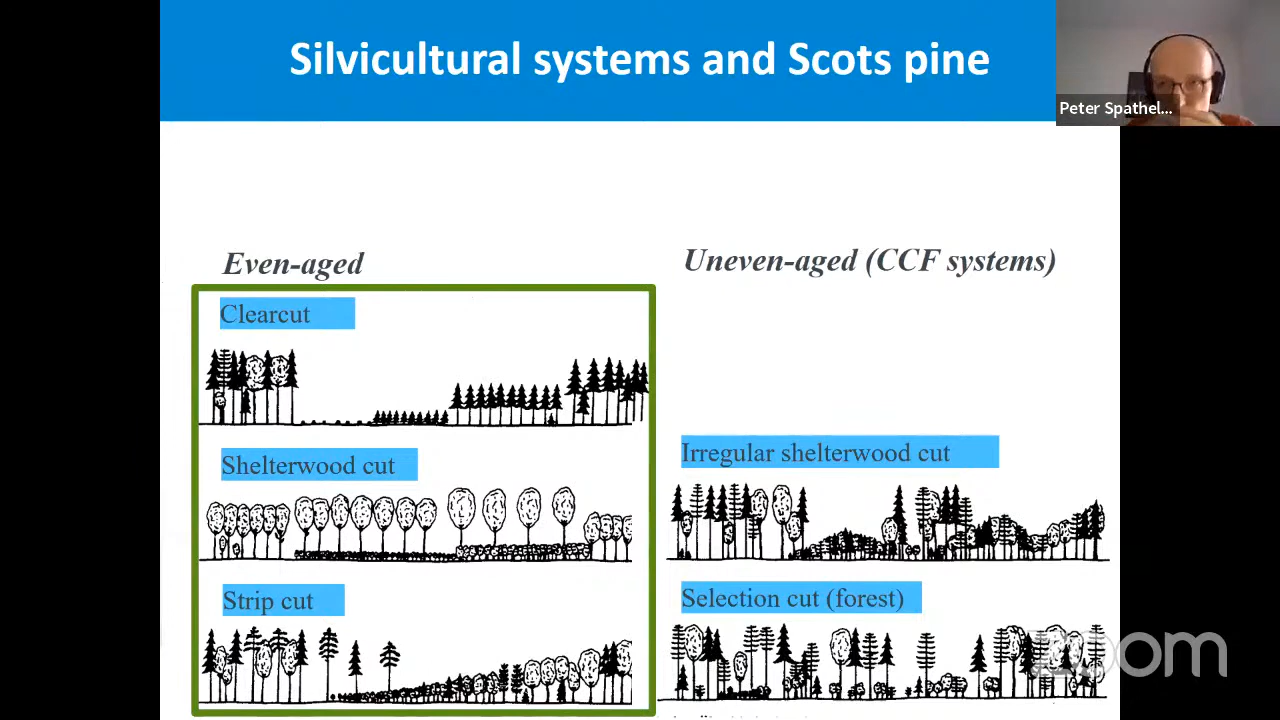 Silvicultural systems and Scots pine
Peter Spathel...
Even-aged
Uneven-aged (CCF systems)
Clearcut
Shelterwood cut
Strip cut
Irregular shelterwood cut
Selection cut (forest)
zoom